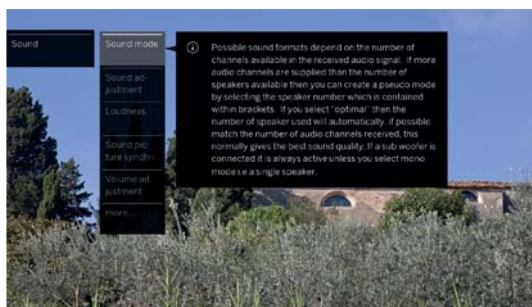 Sound
Sound mode
Sound ad-
justment
Loudness
Sound pic-
ture synchr...
Volume ad
justment
more...
Possible sound formats depend on the number of
channels available in the received audio signal. If more
audio channels are supplied than the number of
speakers available then you can create a pseudo mode
by selecting the speaker number which is contained
within brackets. If you select "optimal" then the
number of speaker used will automatically, if possible,
match the number of audio channels received, this
normally gives the best sound quality. If a sub woofer is
connected it is always active unless you select mono
mode i.e a single speaker.